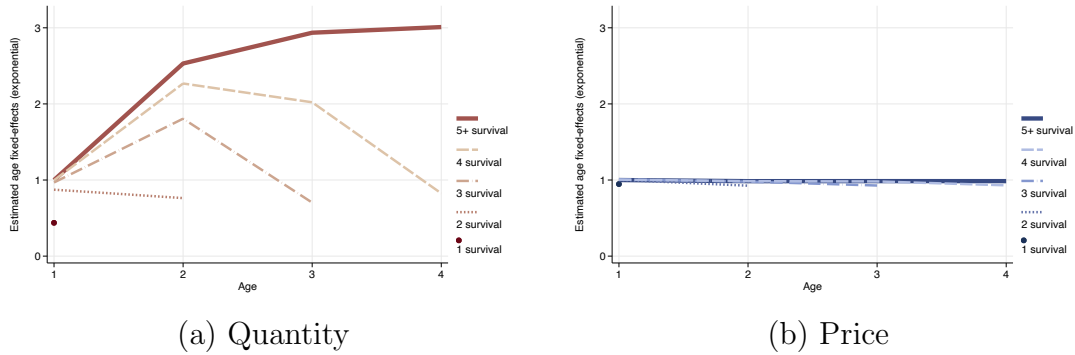 Estimated age fixed-effects (exponential)
3
2
1
0
1
2
3
4
Age
5+ survival
4 survival
3 survival
2 survival
1 survival
(a) Quantity
Estimated age fixed-effects (exponential)
3
2
1
0
1
2
3
4
Age
5+ survival
4 survival
3 survival
2 survival
1 survival
(b) Price